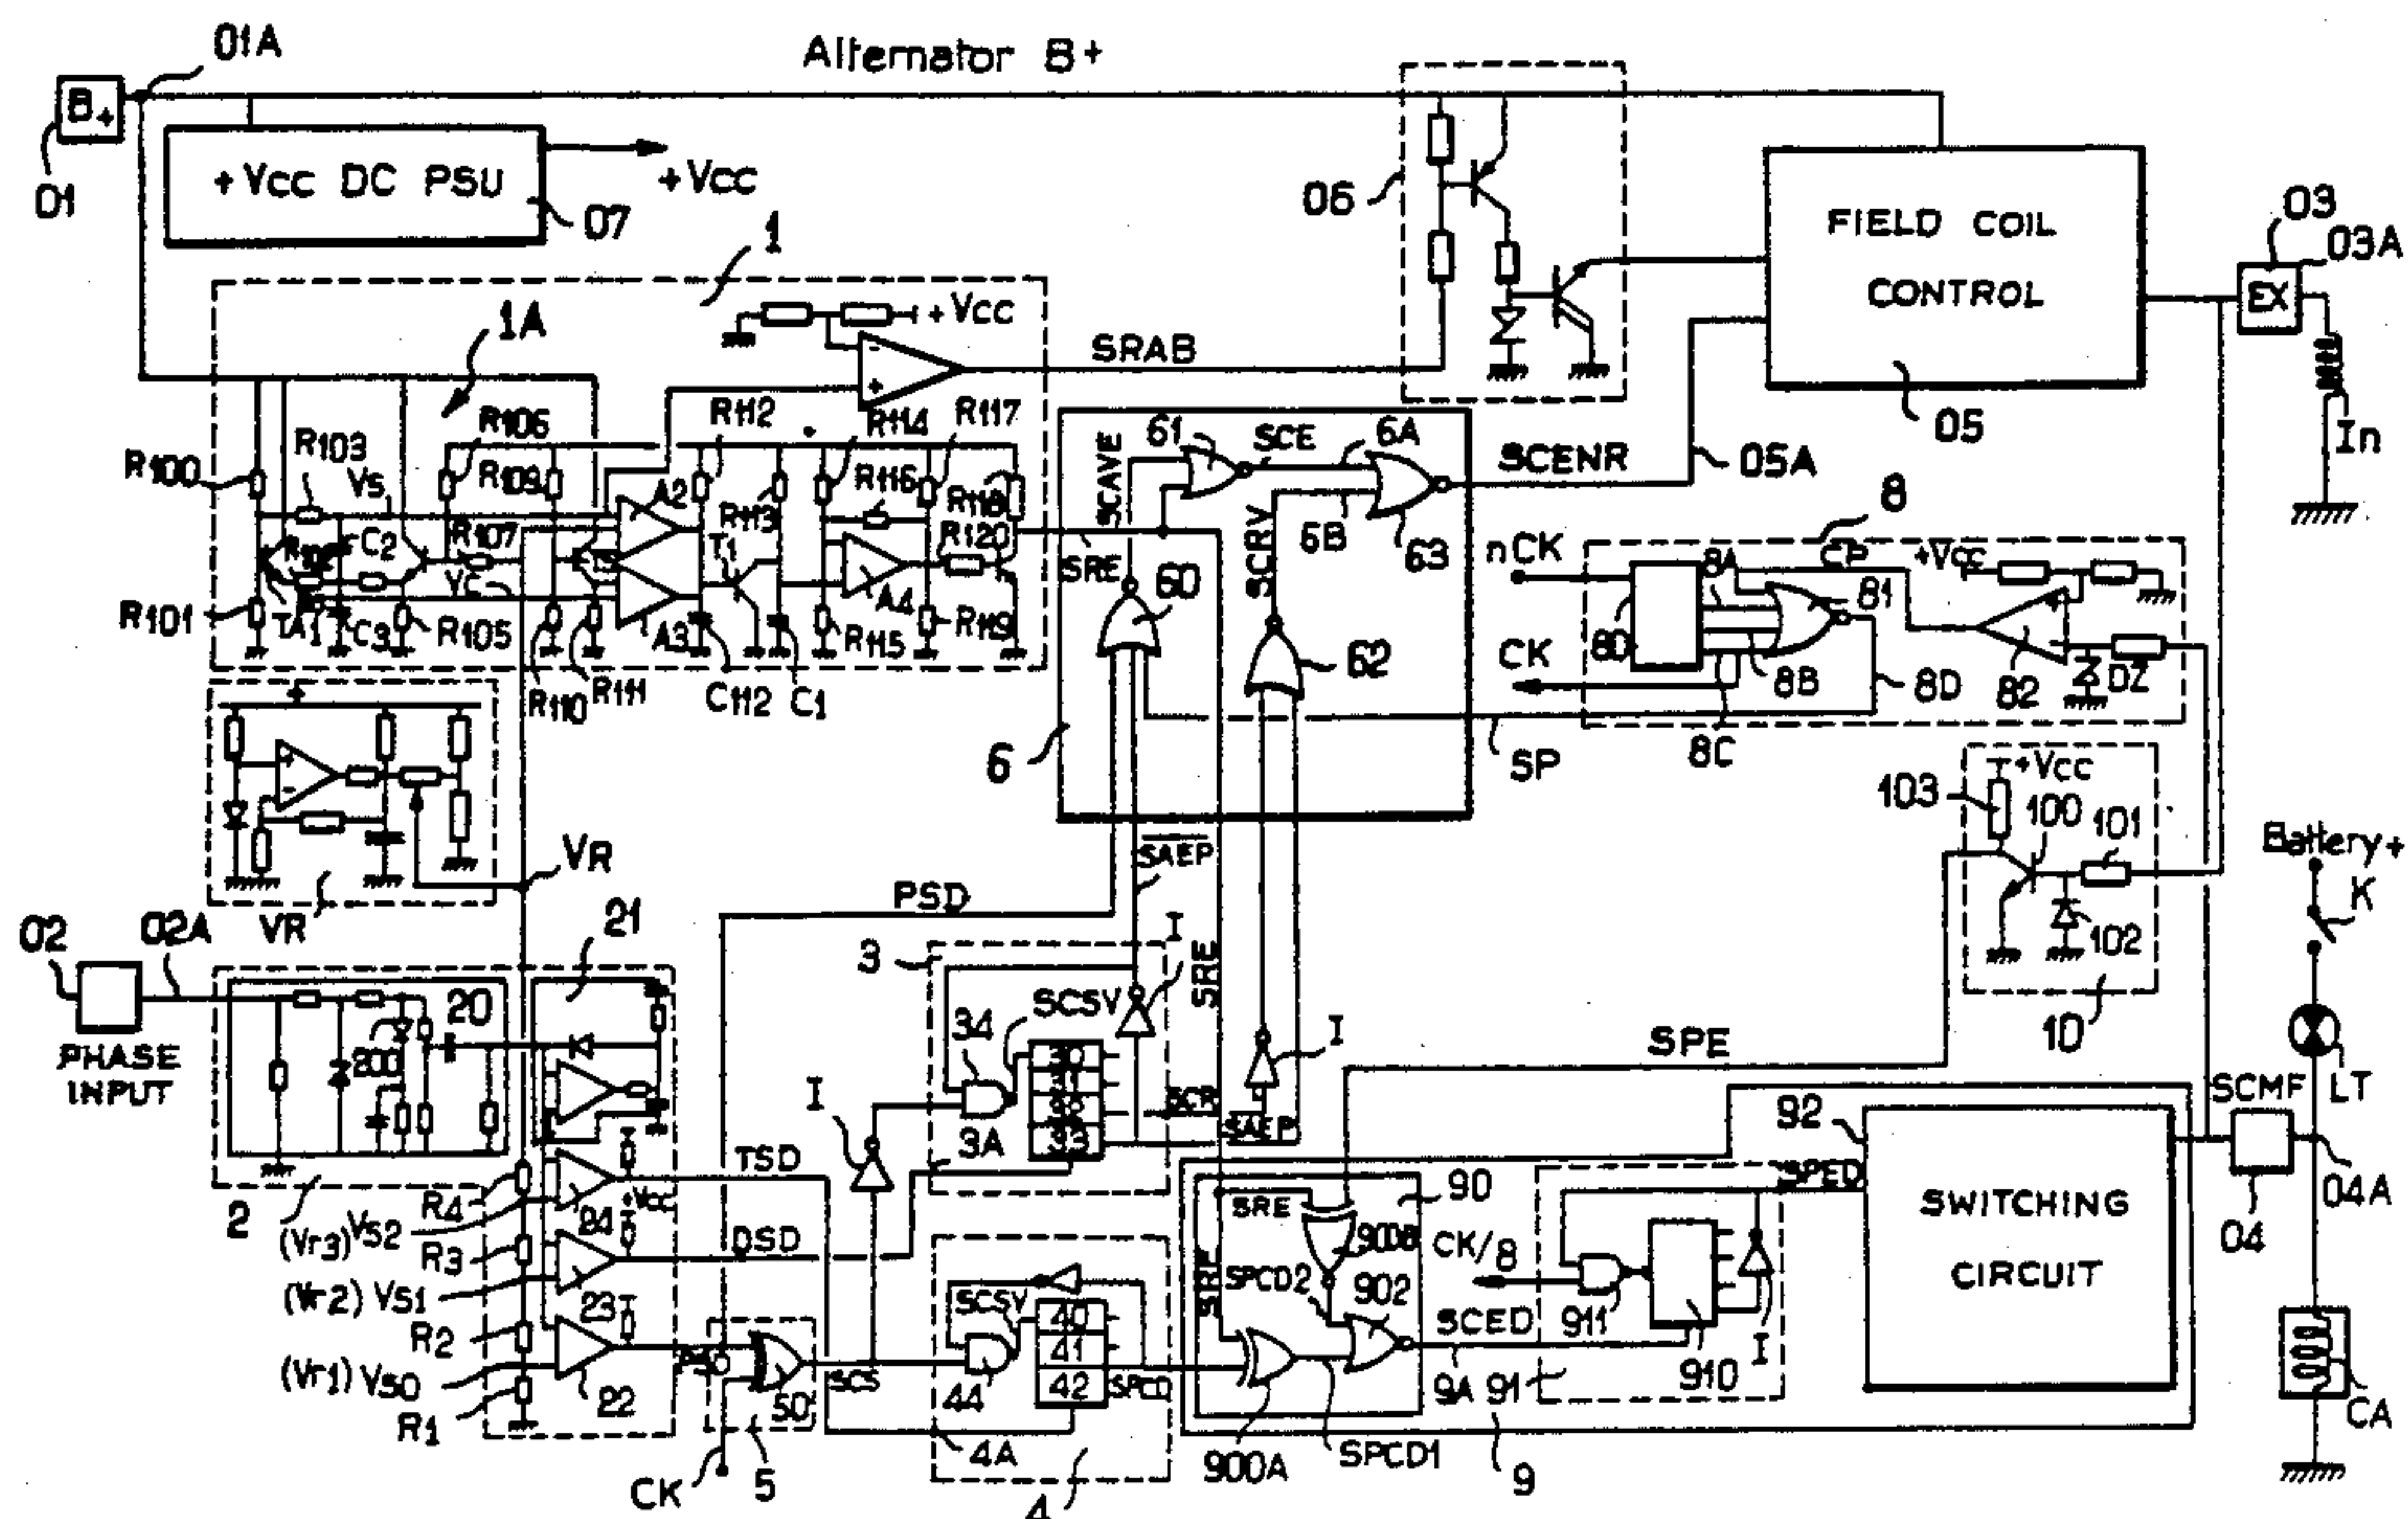 01A
Alternator B+
B+
01
+VCC DC PSU
+VCC
07
06
FIELD COIL
CONTROL
05
03
03A
EX
In
1
1A
+VCC
SRAB
R103
R106
R112
R114
R117
R100
VS
R109
A2
R113
R116
R118
R107
C2
T1
R120
VC
R101
TA1
C3
R105
A3
A4
R115
R119
R110
R111
C112
C1
SCAVE
61
SCE
6A
SCENR
05A
SRE
SCRV
6B
63
60
62
6
8
nCK
8A
CP
+VCC
81
80
CK
8B
8D
82
DZ
8C
SP
+VCC
103
100
101
102
10
Battery+
K
LT
VR
VR
02
02A
PHASE
INPUT
21
20
200
2
PSD
SAEP
3
I
SCSV
SRE
34
30
31
33
3A
I
SCR
SAEP
I
SPE
SCMF
92
TSD
R4
+VCC
(Vr3) VS2
24
R3
DSD
(Vr2) VS1
23
R2
(Vr1) VS0
22
R1
50
SCS
CK
5
SCSV
40
41
42
44
SPCD
4A
4
SRE
90
900B
SRE
CK/8
SPCD2
902
SCED
900A
SPCD1
9A
91
9
SPED
911
910
I
SWITCHING
CIRCUIT
04
04A
CA